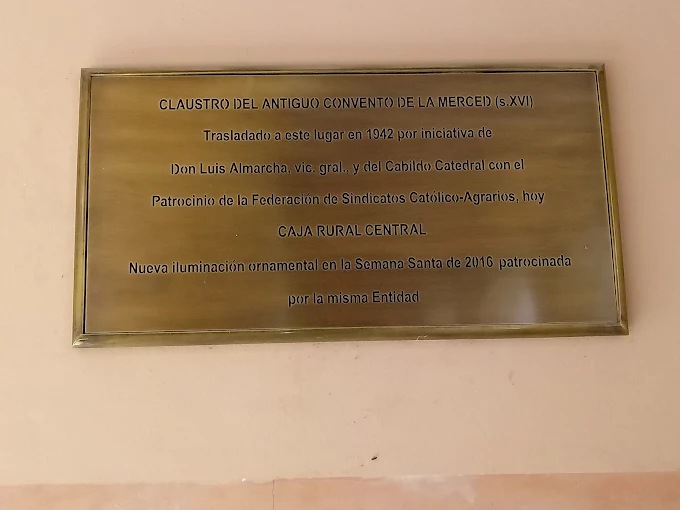 CLAUSTRO DEL ANTIGUO CONVENTO DE LA MERCED (s.XVI)
Trasladado a este lugar en 1942 por iniciativa de
Don Luis Almarcha, vic. gral., y del Cabildo Catedral con el
Patrocinio de la Federación de Sindicatos Católico-Agrarios, hoy
CAJA RURAL CENTRAL
Nueva iluminación ornamental en la Semana Santa de 2016 patrocinada
por la misma Entidad